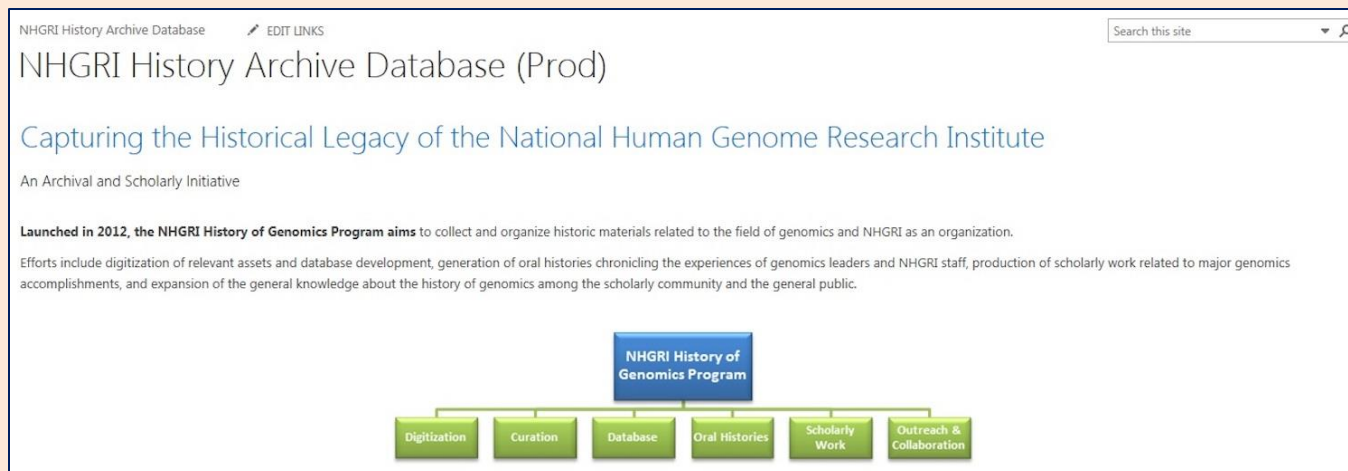 NHGRI History Archive Database EDIT LINKS Search this site
NHGRI History Archive Database (Prod)
Capturing the Historical Legacy of the National Human Genome Research Institute
An Archival and Scholarly Initiative
Launched in 2012, the NHGRI History of Genomics Program aims to collect and organize historic materials related to the field of genomics and NHGRI as an organization.
Efforts include digitization of relevant assets and database development, generation of oral histories chronicling the experiences of genomics leaders and NHGRI staff, production of scholarly work related to major genomics
accomplishments, and expansion of the general knowledge about the history of genomics among the scholarly community and the general public.
NHGRI History of
Genomics Program
Digitization
Curation
Database
Oral Histories
Scholarly
Work
Outreach &
Collaboration